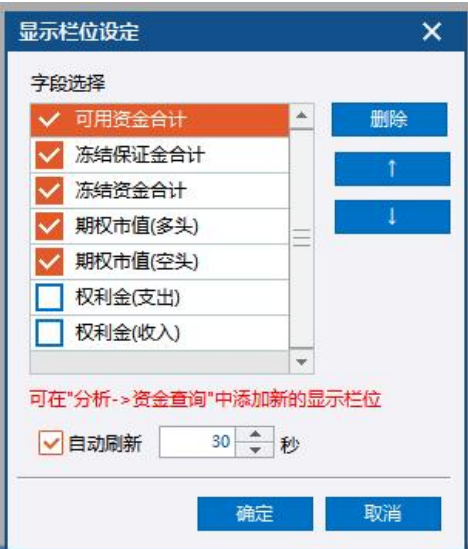 显示栏位设定
字段选择
可用资金合计
冻结保证金合计
冻结资金合计
期权市值(多头)
期权市值(空头)
权利金(支出)
权利金(收入)
删除
↑
↓
可在"分析->资金查询"中添加新的显示栏位
自动刷新 30 秒
确定 取消